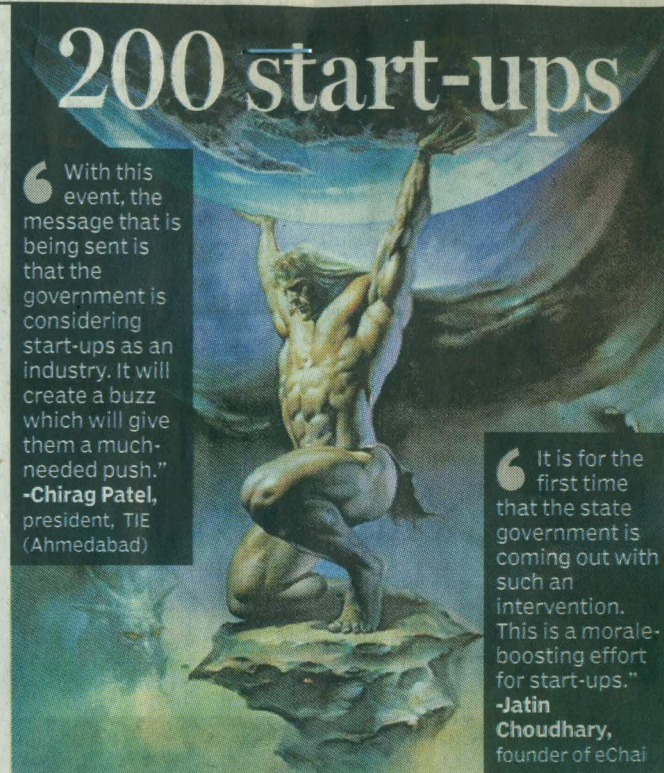 200 start-ups
With this
event, the
message that is
being sent is
that the
government is
considering
start-ups as an
industry. It will
create a buzz
which will give
them a much-
needed push."
-Chirag Patel,
president, TIE
(Ahmedabad)
It is for the
first time
that the state
government is
coming out with
such an
intervention.
This is a morale-
boosting effort
for start-ups."
-Jatin
Choudhary,
founder of eChai